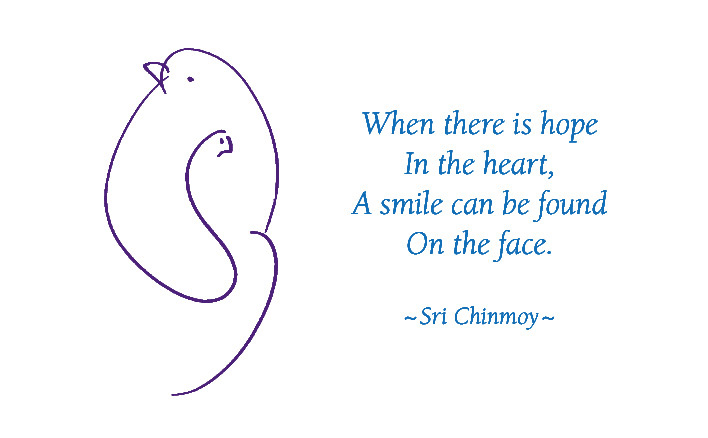 When there is hope
In the heart,
A smile can be found
On the face.
~Sri Chinmoy~